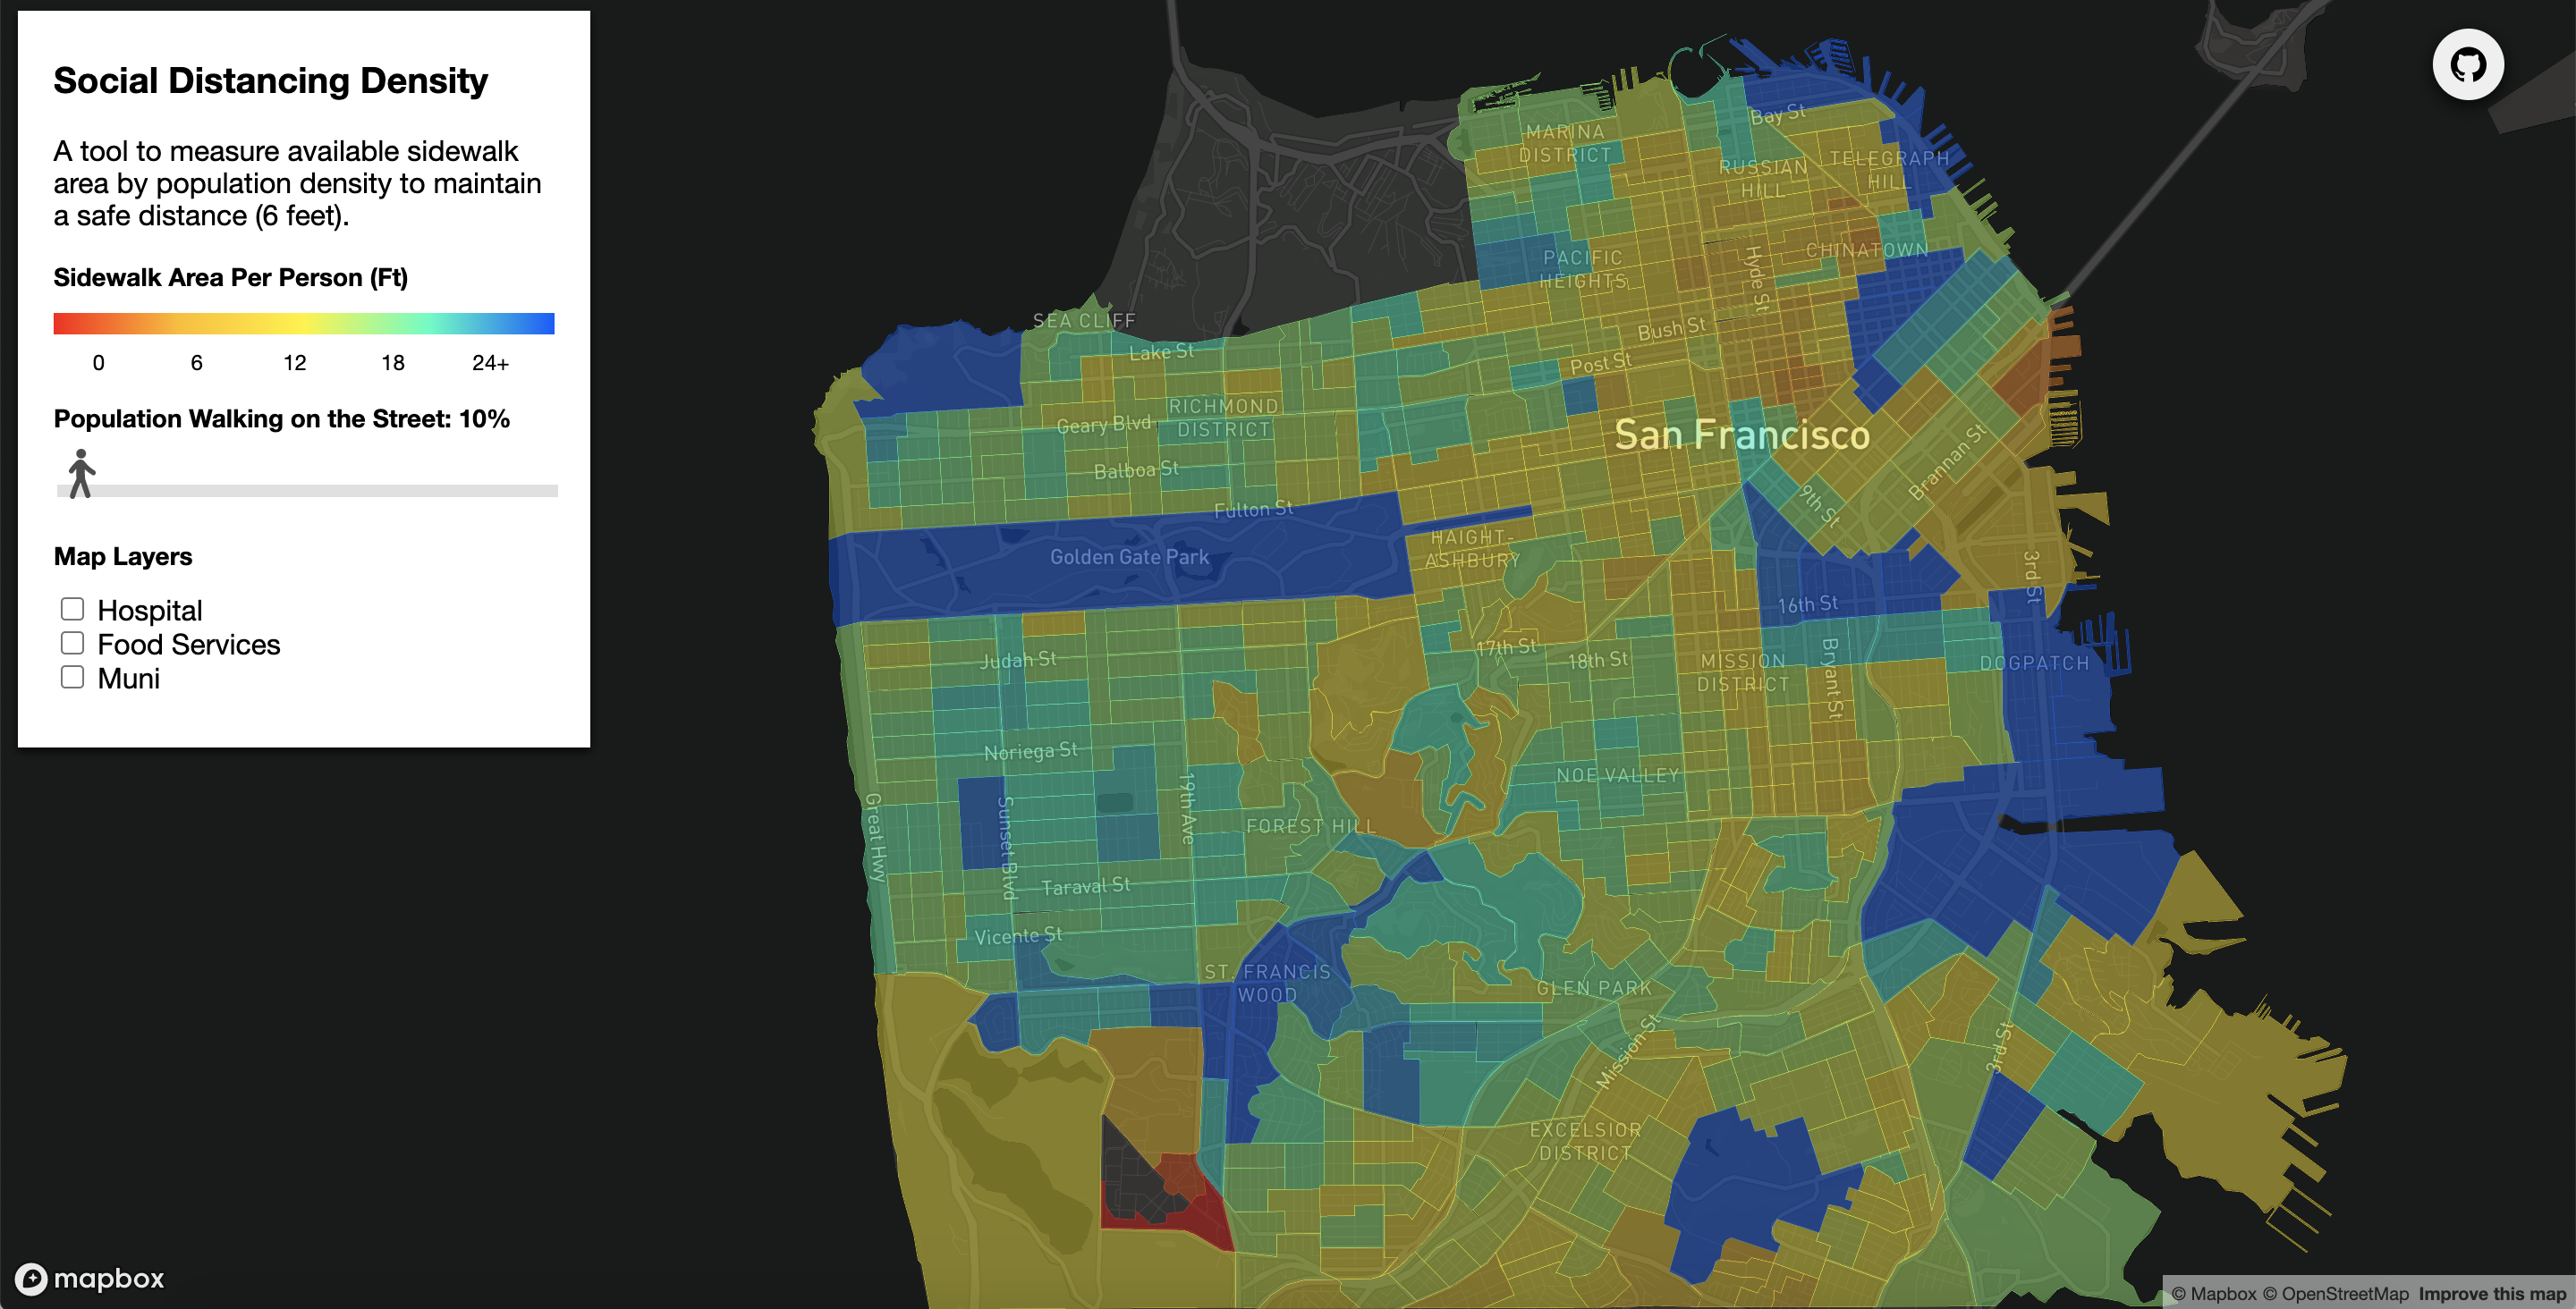 Social Distancing Density
A tool to measure available sidewalk
area by population density to maintain
a safe distance (6 feet).
Sidewalk Area Per Person (Ft)
0 6 12 18 24+
Population Walking on the Street: 10%
Map Layers
Hospital
Food Services
Muni
mapbox
MARINA
DISTRICT
Bay St
RUSSIAN
HILL
TELEGRAPH
HILL
PACIFIC
HEIGHTS
Hyde St
CHINATOWN
SEA CLIFF
Lake St
Bush St
Post St
RICHMOND
DISTRICT
Geary Blvd
Balboa St
San Francisco
Brannan St
9th St
Fulton St
Golden Gate Park
HAIGHT-
ASHBURY
3rd St
16th St
17th St
18th St
Judah St
MISSION
DISTRICT
Bryant St
DOGPATCH
Noriega St
NOE VALLEY
Great Hwy
Sunset Blvd
19th Ave
FOREST HILL
Taraval St
Vicente St
ST. FRANCIS
WOOD
GLEN PARK
Mission St
3rd St
EXCELSIOR
DISTRICT
© Mapbox © OpenStreetMap Improve this map